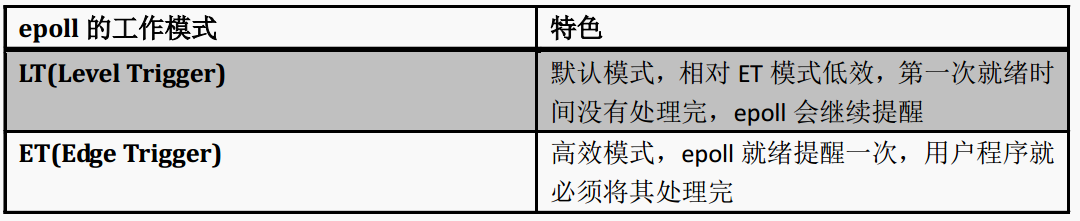 epoll 的工作模式
特色
LT(Level Trigger)
默认模式，相对 ET 模式低效，第一次就绪时
间没有处理完，epoll 会继续提醒
ET(Edge Trigger)
高效模式，epoll 就绪提醒一次，用户程序就
必须将其处理完